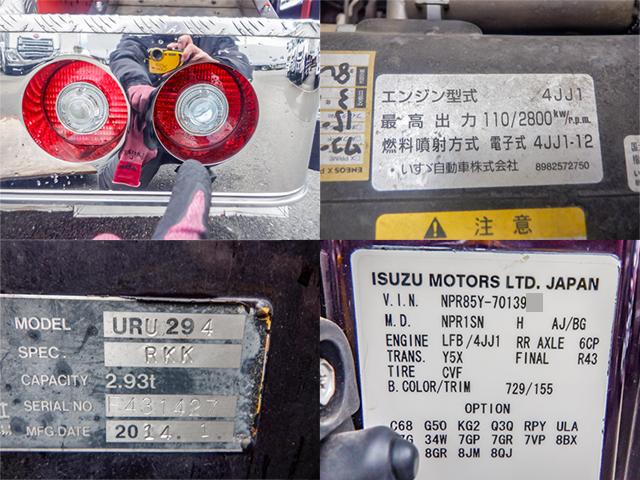 エンジン型式 4JJ1
最高出力 110/2800kw/r.p.m.
燃料噴射方式 電子式 4JJ1-12
いすゞ自動車株式会社 8982572750
注意
MODEL URU294
SPEC. RKK
CAPACITY 2.93t
SERIAL NO.
MFG.DATE 2014. 1
ISUZU MOTORS LTD. JAPAN
V.I.N. NPR85Y-70139
M.D. NPR1SN H AJ/BG
ENGINE LFB/4JJ1 RR AXLE 6CP
TRANS. Y5X FINAL R43
TIRE CVF
B.COLOR/TRIM 729/155
OPTION
C68 G50 KG2 Q3Q RPY ULA
34W 7GP 7GR 7VP 8BX
8GR 8JM 8QJ